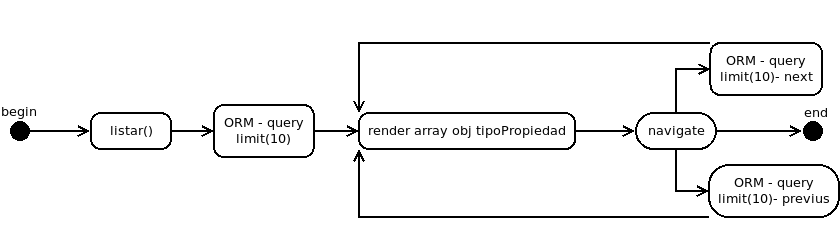 begin
listar()
ORM - query
limit(10)
render array obj tipoPropiedad
navigate
ORM - query
limit(10)- next
end
ORM - query
limit(10)- previus